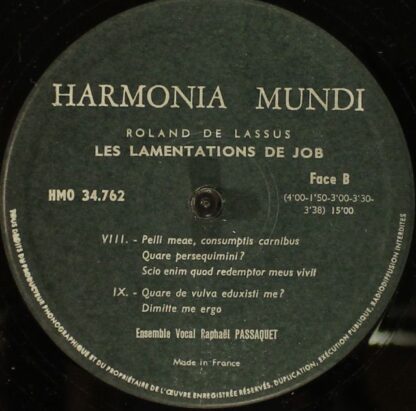 HARMONIA MUNDI
ROLAND DE LASSUS
LES LAMENTATIONS DE JOB
HMO 34.762
Face B
(4'00-1'50-3'00-3'30-
3'38) 15'00
VIII. - Pelli meae, consumptis carnibus
Quare persequimini?
Scio enim quod redemptor meus vivit
IX. - Quare de vulva eduxisti me?
Dimitte me ergo
Ensemble Vocal Raphaël PASSAQUET
Made in France
TOUS DROITS DU PRODUCTEUR PHONOGRAPHIQUE ET DU PROPRIÉTAIRE DE L'ŒUVRE ENREGISTRÉE RÉSERVÉS. DUPLICATION, EXÉCUTION PUBLIQUE, RADIODIFFUSION INTERDITES